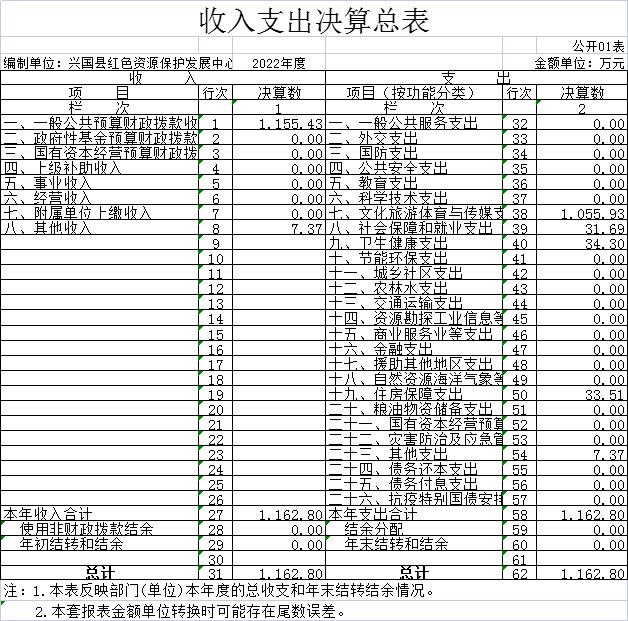 收入支出决算总表
公开01表
编制单位：兴国县红色资源保护发展中心 2022年度 金额单位：万元
收 入 支 出
项 目 行次 决算数 项目（按功能分类） 行次 决算数
栏 次 1 栏 次 2
一、一般公共预算财政拨款收 1 1,155.43 一、一般公共服务支出 32 0.00
二、政府性基金预算财政拨款 2 0.00 二、外交支出 33 0.00
三、国有资本经营预算财政拨 3 0.00 三、国防支出 34 0.00
四、上级补助收入 4 0.00 四、公共安全支出 35 0.00
五、事业收入 5 0.00 五、教育支出 36 0.00
六、经营收入 6 0.00 六、科学技术支出 37 0.00
七、附属单位上缴收入 7 0.00 七、文化旅游体育与传媒支 38 1,055.93
八、其他收入 8 7.37 八、社会保障和就业支出 39 31.69
9 九、卫生健康支出 40 34.30
10 十、节能环保支出 41 0.00
11 十一、城乡社区支出 42 0.00
12 十二、农林水支出 43 0.00
13 十三、交通运输支出 44 0.00
14 十四、资源勘探工业信息等 45 0.00
15 十五、商业服务业等支出 46 0.00
16 十六、金融支出 47 0.00
17 十七、援助其他地区支出 48 0.00
18 十八、自然资源海洋气象等 49 0.00
19 十九、住房保障支出 50 33.51
20 二十、粮油物资储备支出 51 0.00
21 二十一、国有资本经营预算 52 0.00
22 二十二、灾害防治及应急管 53 0.00
23 二十三、其他支出 54 7.37
24 二十四、债务还本支出 55 0.00
25 二十五、债务付息支出 56 0.00
26 二十六、抗疫特别国债安排 57 0.00
本年收入合计 27 1,162.80 本年支出合计 58 1,162.80
使用非财政拨款结余 28 0.00 结余分配 59 0.00
年初结转和结余 29 0.00 年末结转和结余 60 0.00
30 61
总计 31 1,162.80 总计 62 1,162.80
注：1.本表反映部门(单位)本年度的总收支和年末结转结余情况。
2.本套报表金额单位转换时可能存在尾数误差。